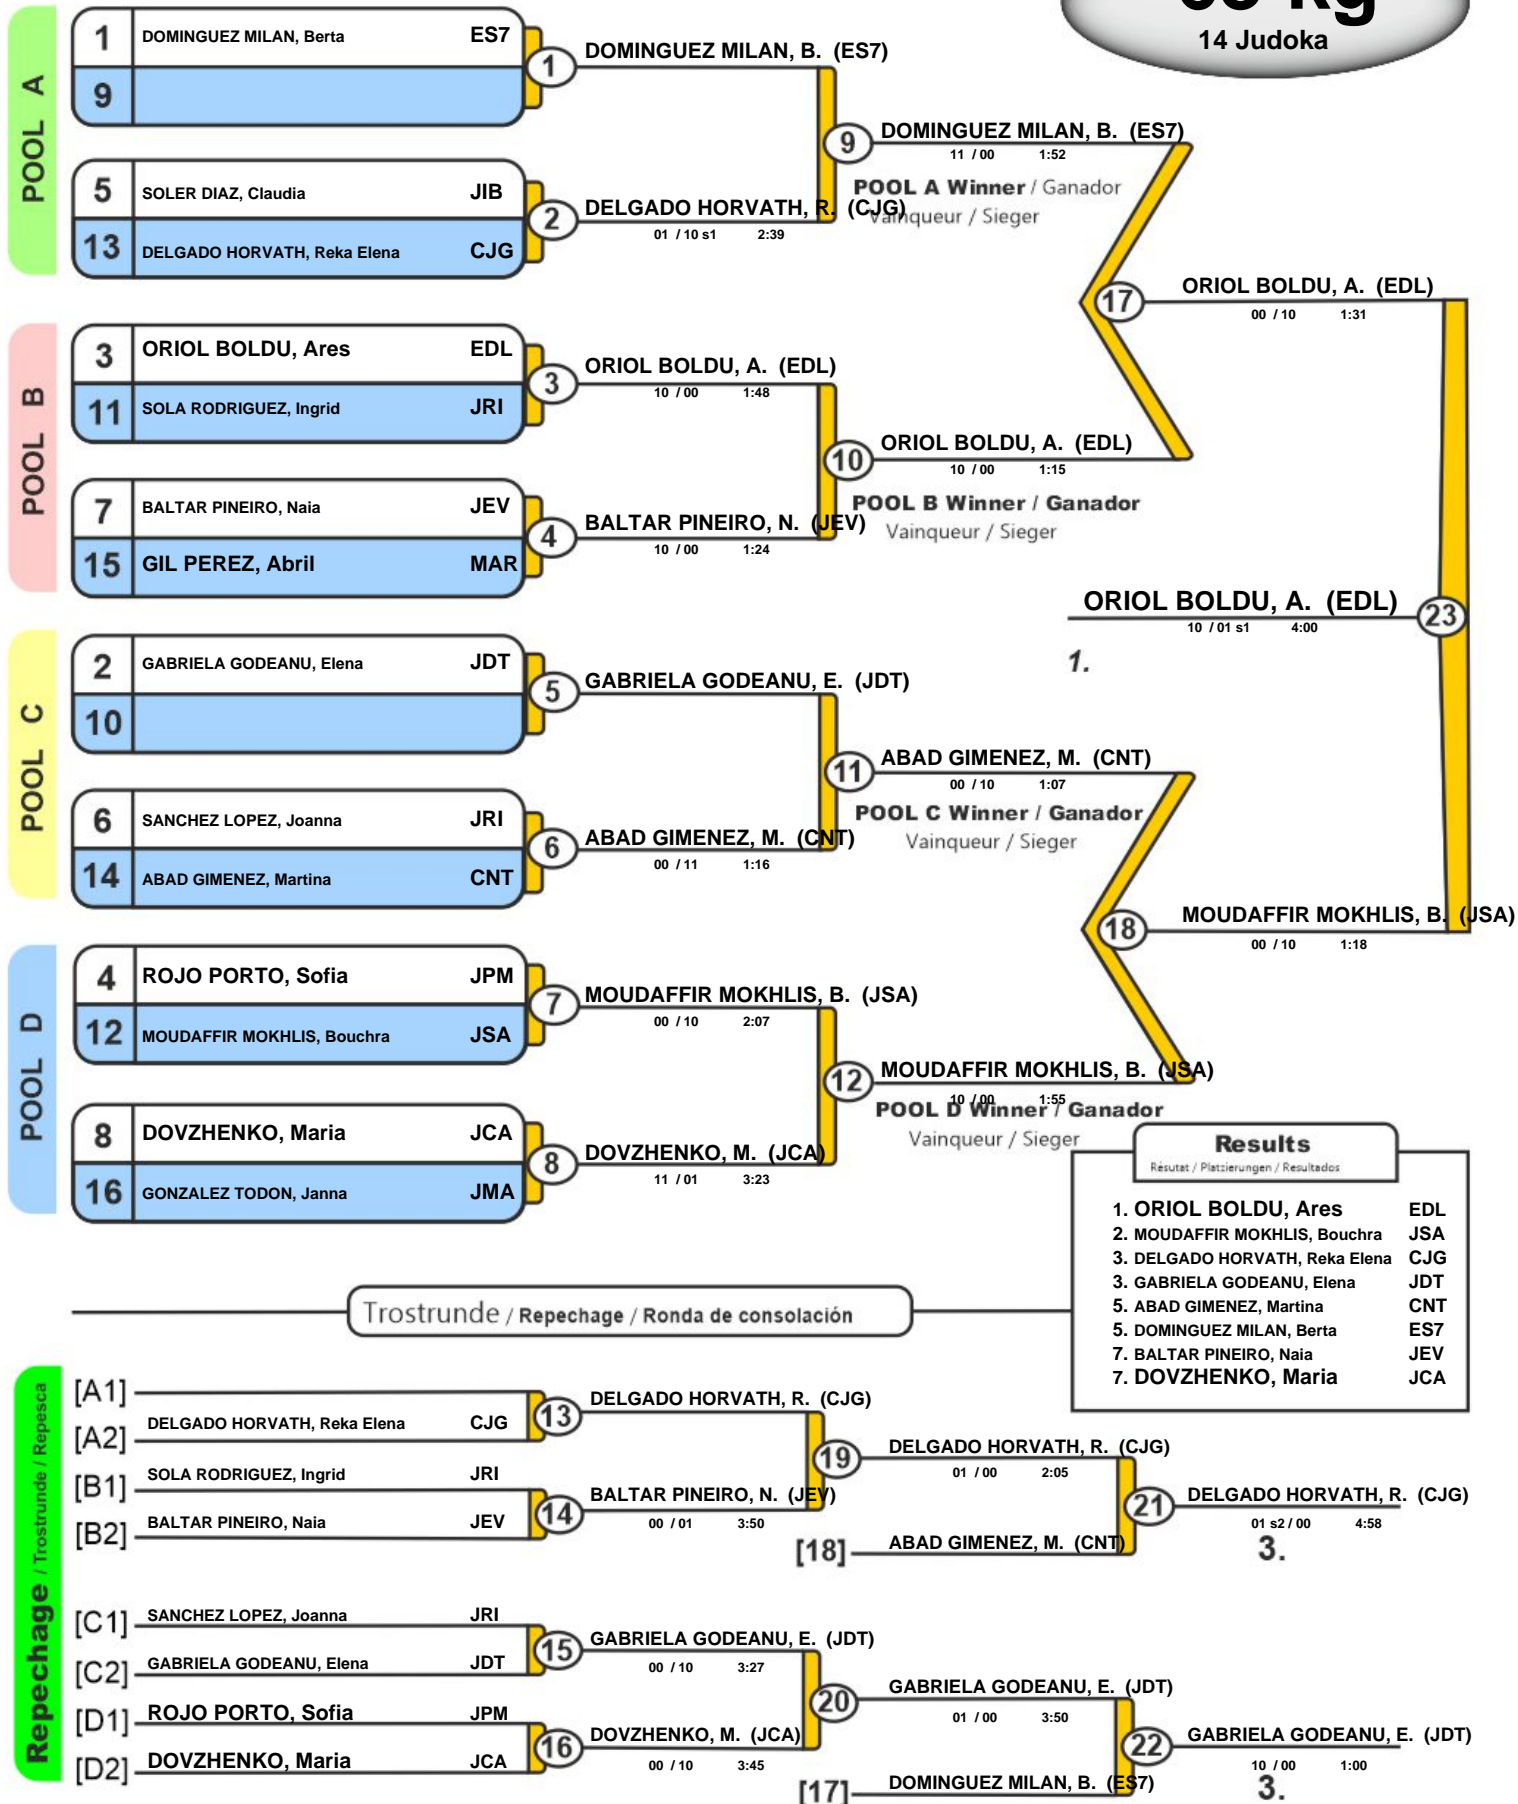 14 Judoka
POOL A
1 DOMINGUEZ MILAN, Berta ES7
9
1 DOMINGUEZ MILAN, B. (ES7)
5 SOLER DIAZ, Claudia JIB
13 DELGADO HORVATH, Reka Elena CJG
2 DELGADO HORVATH, R. (CJG)
01 / 10 s1 2:39
9 DOMINGUEZ MILAN, B. (ES7)
11 / 00 1:52
POOL A Winner / Ganador
Vainqueur / Sieger
POOL B
3 ORIOL BOLDU, Ares EDL
11 SOLA RODRIGUEZ, Ingrid JRI
3 ORIOL BOLDU, A. (EDL)
10 / 00 1:48
7 BALTAR PINEIRO, Naia JEV
15 GIL PEREZ, Abril MAR
4 BALTAR PINEIRO, N. (JEV)
10 / 00 1:24
10 ORIOL BOLDU, A. (EDL)
10 / 00 1:15
POOL B Winner / Ganador
Vainqueur / Sieger
17 ORIOL BOLDU, A. (EDL)
00 / 10 1:31
POOL C
2 GABRIELA GODEANU, Elena JDT
10
5 GABRIELA GODEANU, E. (JDT)
6 SANCHEZ LOPEZ, Joanna JRI
14 ABAD GIMENEZ, Martina CNT
6 ABAD GIMENEZ, M. (CNT)
00 / 11 1:16
11 ABAD GIMENEZ, M. (CNT)
00 / 10 1:07
POOL C Winner / Ganador
Vainqueur / Sieger
POOL D
4 ROJO PORTO, Sofia JPM
12 MOUDAFFIR MOKHLIS, Bouchra JSA
7 MOUDAFFIR MOKHLIS, B. (JSA)
00 / 10 2:07
8 DOVZHENKO, Maria JCA
16 GONZALEZ TODON, Janna JMA
8 DOVZHENKO, M. (JCA)
11 / 01 3:23
12 MOUDAFFIR MOKHLIS, B. (JSA)
10 / 00 1:55
POOL D Winner / Ganador
Vainqueur / Sieger
18 MOUDAFFIR MOKHLIS, B. (JSA)
00 / 10 1:18
ORIOL BOLDU, A. (EDL) 23
10 / 01 s1 4:00
1.
Results
Résutat / Platzierungen / Resultados
1. ORIOL BOLDU, Ares EDL
2. MOUDAFFIR MOKHLIS, Bouchra JSA
3. DELGADO HORVATH, Reka Elena CJG
3. GABRIELA GODEANU, Elena JDT
5. ABAD GIMENEZ, Martina CNT
5. DOMINGUEZ MILAN, Berta ES7
7. BALTAR PINEIRO, Naia JEV
7. DOVZHENKO, Maria JCA
Trostrunde / Repechage / Ronda de consolación
Repechage / Trostrunde / Repesca
[A1]
[A2] DELGADO HORVATH, Reka Elena CJG
13 DELGADO HORVATH, R. (CJG)
[B1] SOLA RODRIGUEZ, Ingrid JRI
[B2] BALTAR PINEIRO, Naia JEV
14 BALTAR PINEIRO, N. (JEV)
00 / 01 3:50
19 DELGADO HORVATH, R. (CJG)
01 / 00 2:05
[18] ABAD GIMENEZ, M. (CNT)
21 DELGADO HORVATH, R. (CJG)
01 s2 / 00 4:58
3.
[C1] SANCHEZ LOPEZ, Joanna JRI
[C2] GABRIELA GODEANU, Elena JDT
15 GABRIELA GODEANU, E. (JDT)
00 / 10 3:27
[D1] ROJO PORTO, Sofia JPM
[D2] DOVZHENKO, Maria JCA
16 DOVZHENKO, M. (JCA)
00 / 10 3:45
20 GABRIELA GODEANU, E. (JDT)
01 / 00 3:50
[17] DOMINGUEZ MILAN, B. (ES7)
22 GABRIELA GODEANU, E. (JDT)
10 / 00 1:00
3.